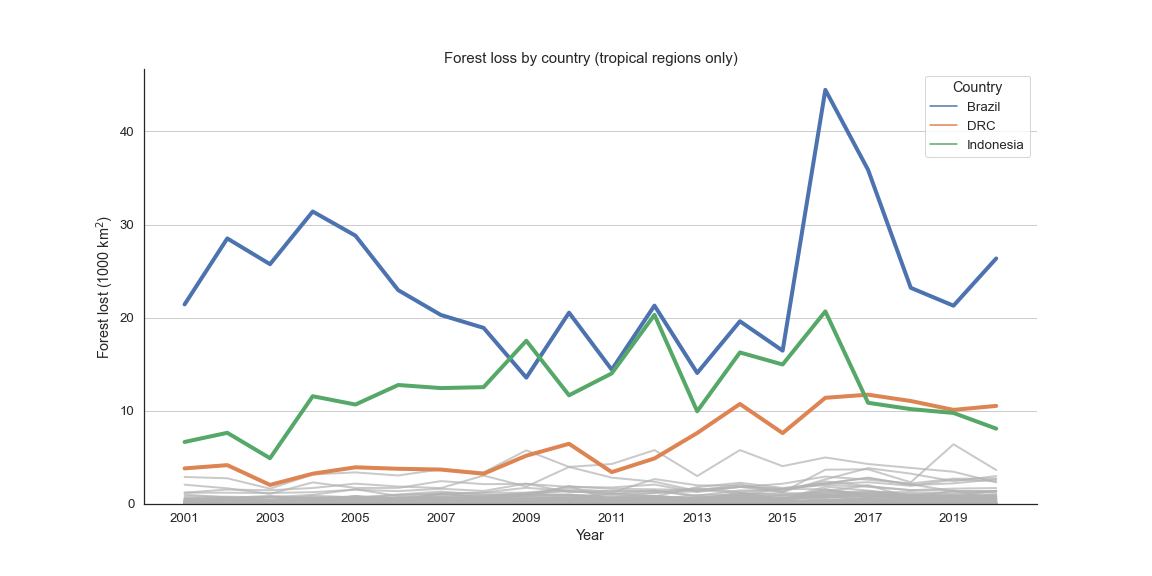 Forest loss by country (tropical regions only)
Country
Brazil
DRC
Indonesia
Forest lost (1000 km²)
40
30
20
10
0
2001 2003 2005 2007 2009 2011 2013 2015 2017 2019
Year